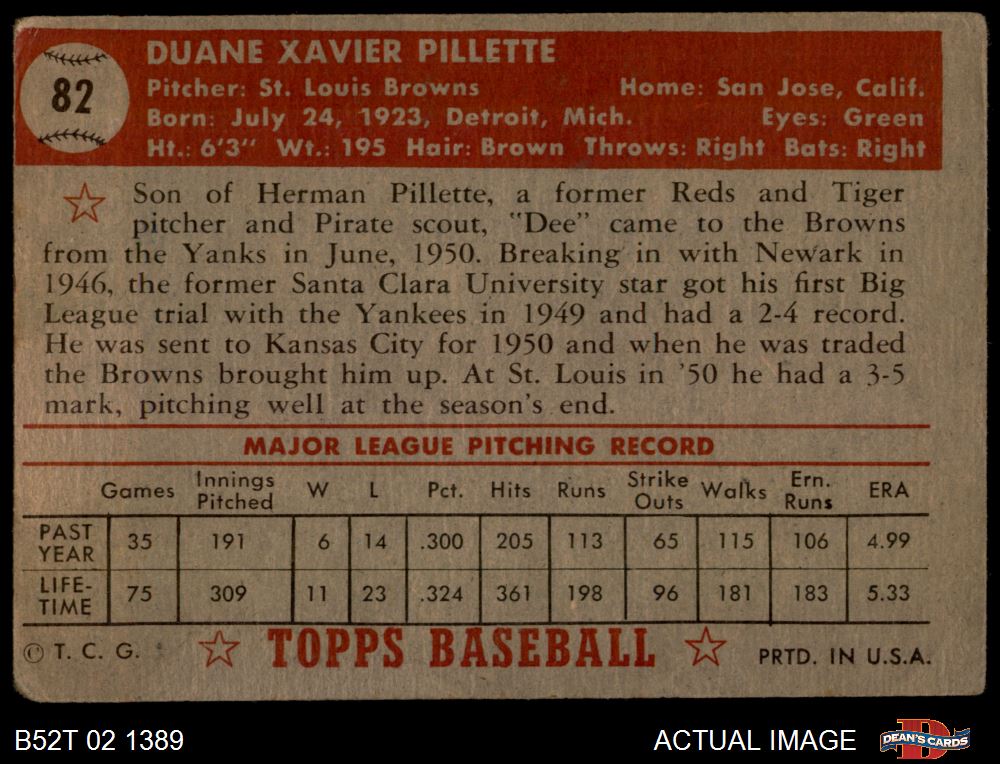 82
DUANE XAVIER PILLETTE
Pitcher: St. Louis Browns Home: San Jose, Calif.
Born: July 24, 1923, Detroit, Mich. Eyes: Green
Ht.: 6'3" Wt.: 195 Hair: Brown Throws: Right Bats: Right
Son of Herman Pillette, a former Reds and Tiger
pitcher and Pirate scout, "Dee" came to the Browns
from the Yanks in June, 1950. Breaking in with Newark in
1946, the former Santa Clara University star got his first Big
League trial with the Yankees in 1949 and had a 2-4 record.
He was sent to Kansas City for 1950 and when he was traded
the Browns brought him up. At St. Louis in '50 he had a 3-5
mark, pitching well at the season's end.
MAJOR LEAGUE PITCHING RECORD
Games Innings Pitched W L Pct. Hits Runs Strike Outs Walks Ern. Runs ERA
PAST YEAR 35 191 6 14 .300 205 113 65 115 106 4.99
LIFE-TIME 75 309 11 23 .324 361 198 96 181 183 5.33
© T. C. G. TOPPS BASEBALL PRTD. IN U.S.A.
B52T 02 1389 ACTUAL IMAGE D DEAN'S CARDS